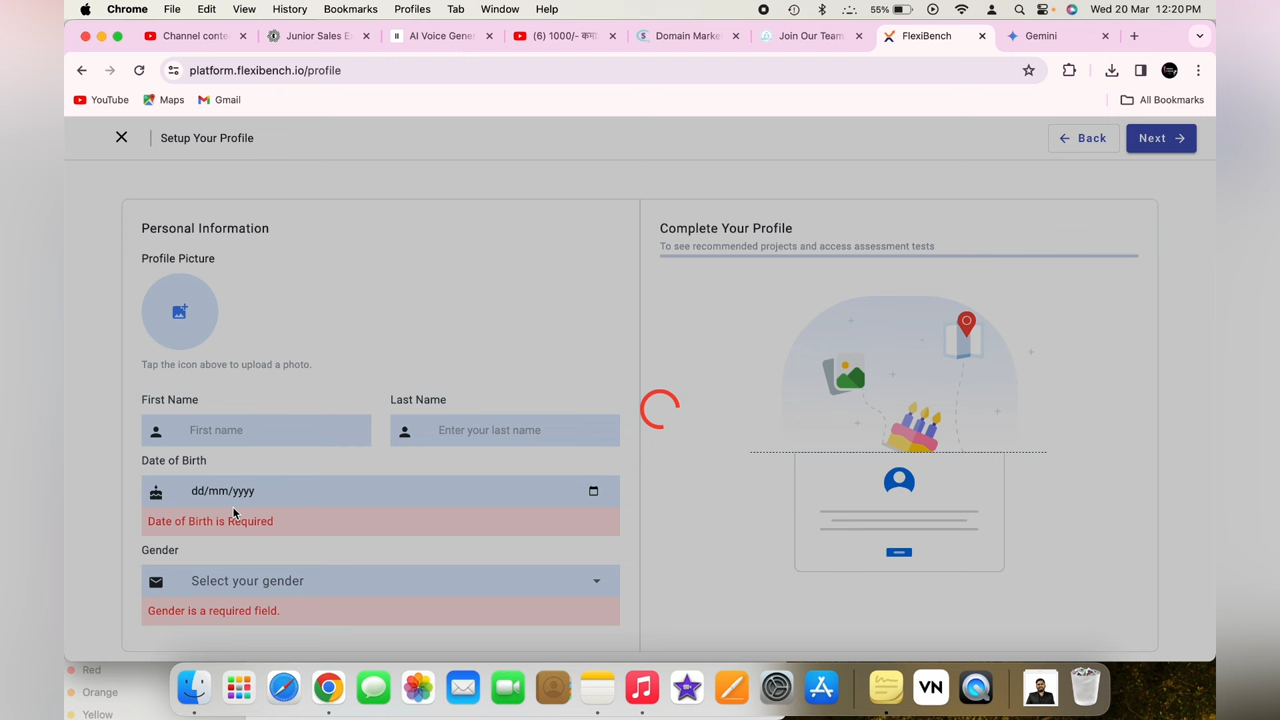 Chrome File Edit View History Bookmarks Profiles Tab Window Help 55% Wed 20 Mar 12:20 PM
Channel conte Junior Sales E AI Voice Gene (6) 1000/- कमा Domain Marke Join Our Team FlexiBench Gemini
platform.flexibench.io/profile
YouTube Maps Gmail All Bookmarks
Setup Your Profile Back Next
Personal Information
Profile Picture
Tap the icon above to upload a photo.
First Name Last Name
First name Enter your last name
Date of Birth
dd/mm/yyyy
Date of Birth is Required
Gender
Select your gender
Gender is a required field.
Complete Your Profile
To see recommended projects and access assessment tests
Red
Orange
Yellow
VN